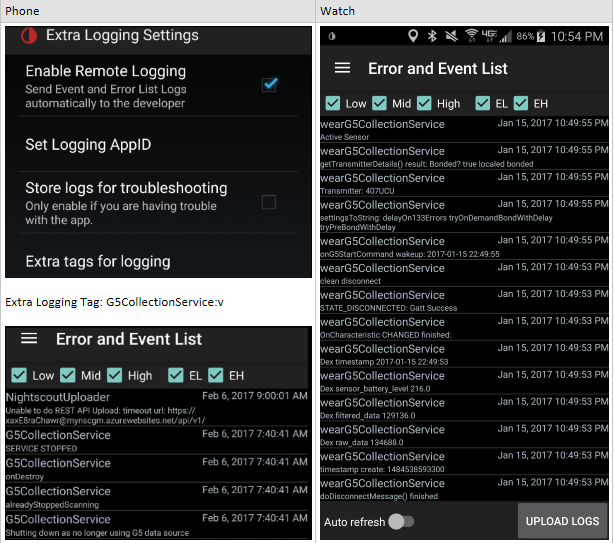 Phone
Extra Logging Settings
Enable Remote Logging
Send Event and Error List Logs
automatically to the developer
Set Logging AppID
Store logs for troubleshooting
Only enable if you are having trouble
with the app.
Extra tags for logging
Extra Logging Tag: G5CollectionService:v
Error and Event List
Low Mid High EL EH
NightscoutUploader Feb 6, 2017 9:00:01 AM
Unable to do REST API Upload: timeout url: https://
xaxE8raChawr@mynscgm.azurewebsites.net/api/v1/
G5CollectionService Feb 6, 2017 7:40:41 AM
SERVICE STOPPED
G5CollectionService Feb 6, 2017 7:40:41 AM
onDestroy
G5CollectionService Feb 6, 2017 7:40:41 AM
alreadyStoppedScanning
G5CollectionService Feb 6, 2017 7:40:41 AM
Shutting down as no longer using G5 data source
Watch
4G 86% 10:54 PM
Error and Event List
Low Mid High EL EH
wearG5CollectionService Jan 15, 2017 10:49:55 PM
Active Sensor
wearG5CollectionService Jan 15, 2017 10:49:55 PM
getTransmitterDetails() result: Bonded? true localed bonded
wearG5CollectionService Jan 15, 2017 10:49:55 PM
Transmitter: 407UCU
wearG5CollectionService Jan 15, 2017 10:49:55 PM
settingsToString: delayOn133Errors tryOnDemandBondWithDelay
tryPreBondWithDelay
wearG5CollectionService Jan 15, 2017 10:49:55 PM
onG5StartCommand wakeup: 2017-01-15 22:49:55
wearG5CollectionService Jan 15, 2017 10:49:53 PM
clean disconnect
wearG5CollectionService Jan 15, 2017 10:49:53 PM
STATE_DISCONNECTED: Gatt Success
wearG5CollectionService Jan 15, 2017 10:49:53 PM
OnCharacteristic CHANGED finished:
wearG5CollectionService Jan 15, 2017 10:49:53 PM
Dex timestamp 2017-01-15 22:49:53
wearG5CollectionService Jan 15, 2017 10:49:53 PM
Dex sensor_battery_level 216.0
wearG5CollectionService Jan 15, 2017 10:49:53 PM
Dex filtered_data 129136.0
wearG5CollectionService Jan 15, 2017 10:49:53 PM
Dex raw_data 134688.0
wearG5CollectionService Jan 15, 2017 10:49:53 PM
timestamp create: 1484538593300
wearG5CollectionService Jan 15, 2017 10:49:53 PM
doDisconnectMessage() finished
Auto refresh UPLOAD LOGS